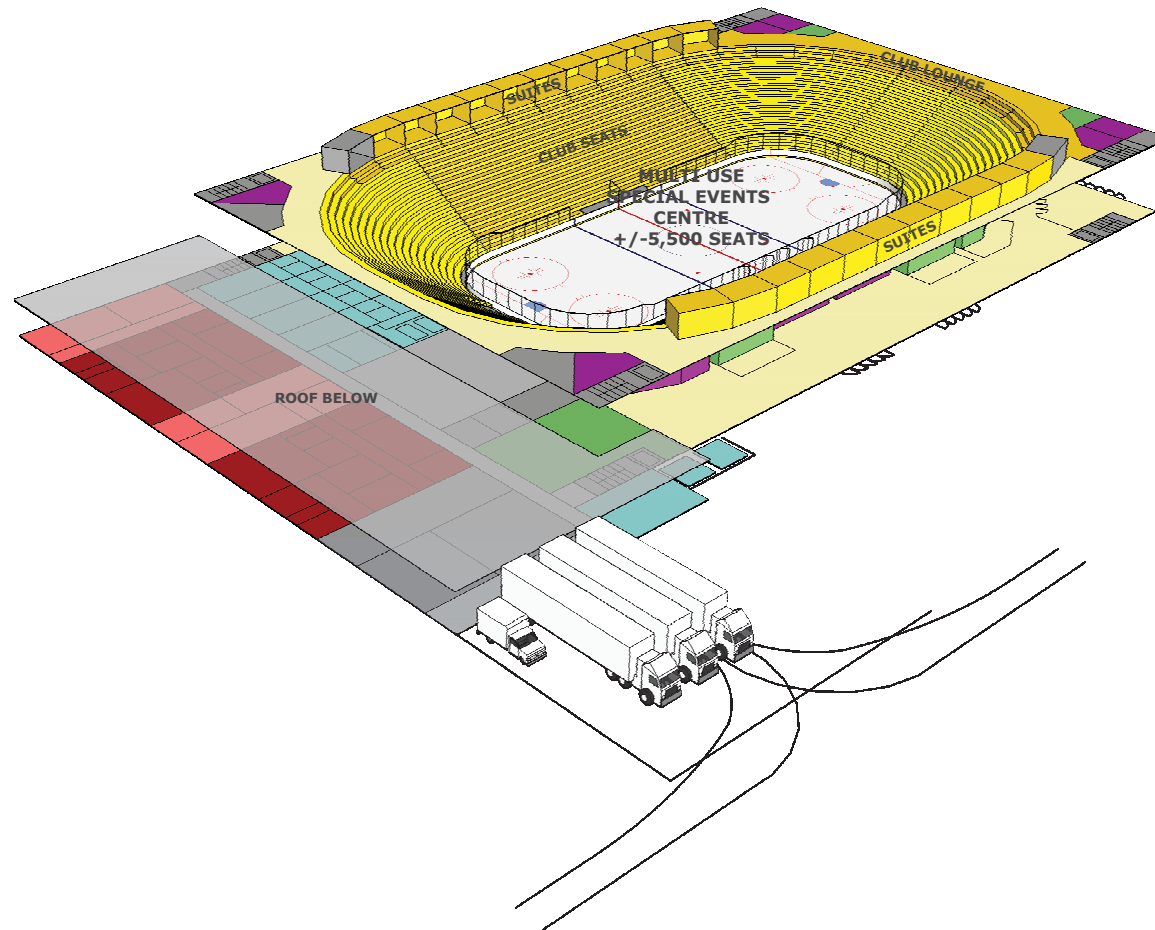 CLUB LOUNGE
SUITES
CLUB SEATS
MULTI USE
SPECIAL EVENTS
CENTRE
+/-5,500 SEATS
SUITES
ROOF BELOW